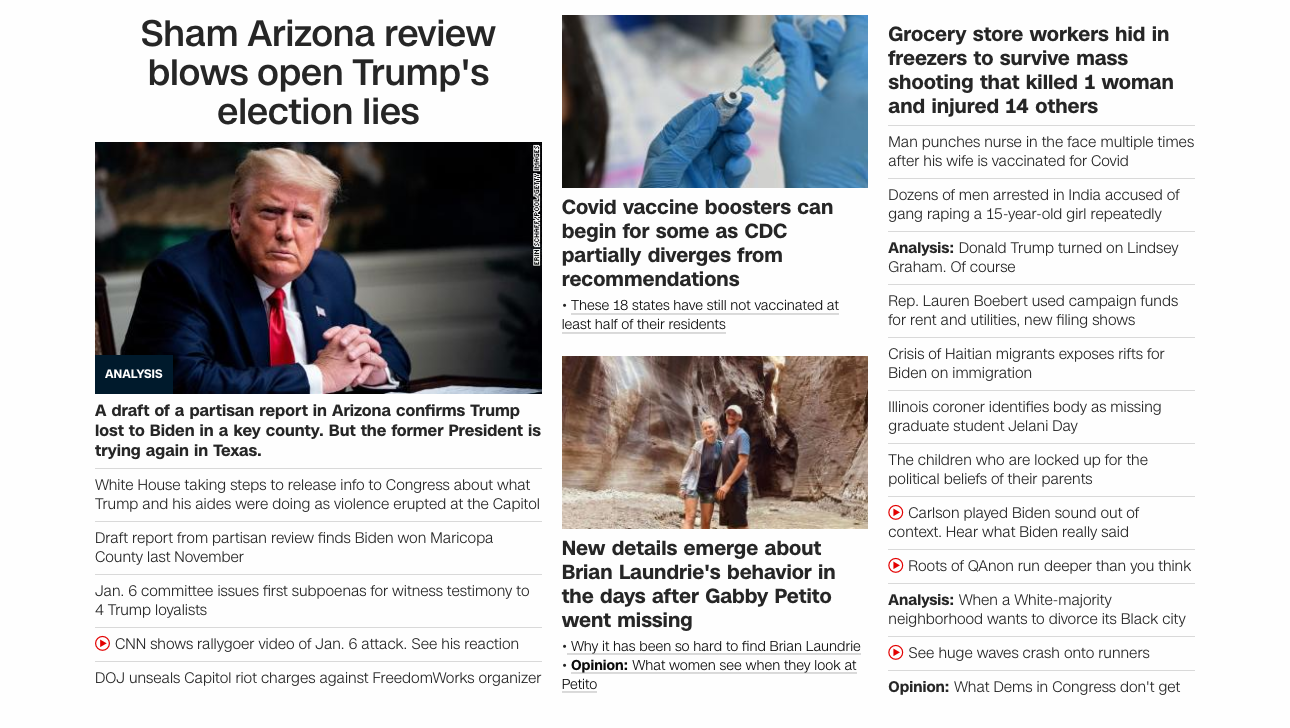 Sham Arizona review
blows open Trump's
election lies
ERIN SCHAFF/POOL/GETTY IMAGES
ANALYSIS
A draft of a partisan report in Arizona confirms Trump
lost to Biden in a key county. But the former President is
trying again in Texas.
White House taking steps to release info to Congress about what
Trump and his aides were doing as violence erupted at the Capitol
Draft report from partisan review finds Biden won Maricopa
County last November
Jan. 6 committee issues first subpoenas for witness testimony to
4 Trump loyalists
CNN shows rallygoer video of Jan. 6 attack. See his reaction
DOJ unseals Capitol riot charges against FreedomWorks organizer
Covid vaccine boosters can
begin for some as CDC
partially diverges from
recommendations
• These 18 states have still not vaccinated at
least half of their residents
New details emerge about
Brian Laundrie's behavior in
the days after Gabby Petito
went missing
• Why it has been so hard to find Brian Laundrie
• Opinion: What women see when they look at
Petito
Grocery store workers hid in
freezers to survive mass
shooting that killed 1 woman
and injured 14 others
Man punches nurse in the face multiple times
after his wife is vaccinated for Covid
Dozens of men arrested in India accused of
gang raping a 15-year-old girl repeatedly
Analysis: Donald Trump turned on Lindsey
Graham. Of course
Rep. Lauren Boebert used campaign funds
for rent and utilities, new filing shows
Crisis of Haitian migrants exposes rifts for
Biden on immigration
Illinois coroner identifies body as missing
graduate student Jelani Day
The children who are locked up for the
political beliefs of their parents
Carlson played Biden sound out of
context. Hear what Biden really said
Roots of QAnon run deeper than you think
Analysis: When a White-majority
neighborhood wants to divorce its Black city
See huge waves crash onto runners
Opinion: What Dems in Congress don't get